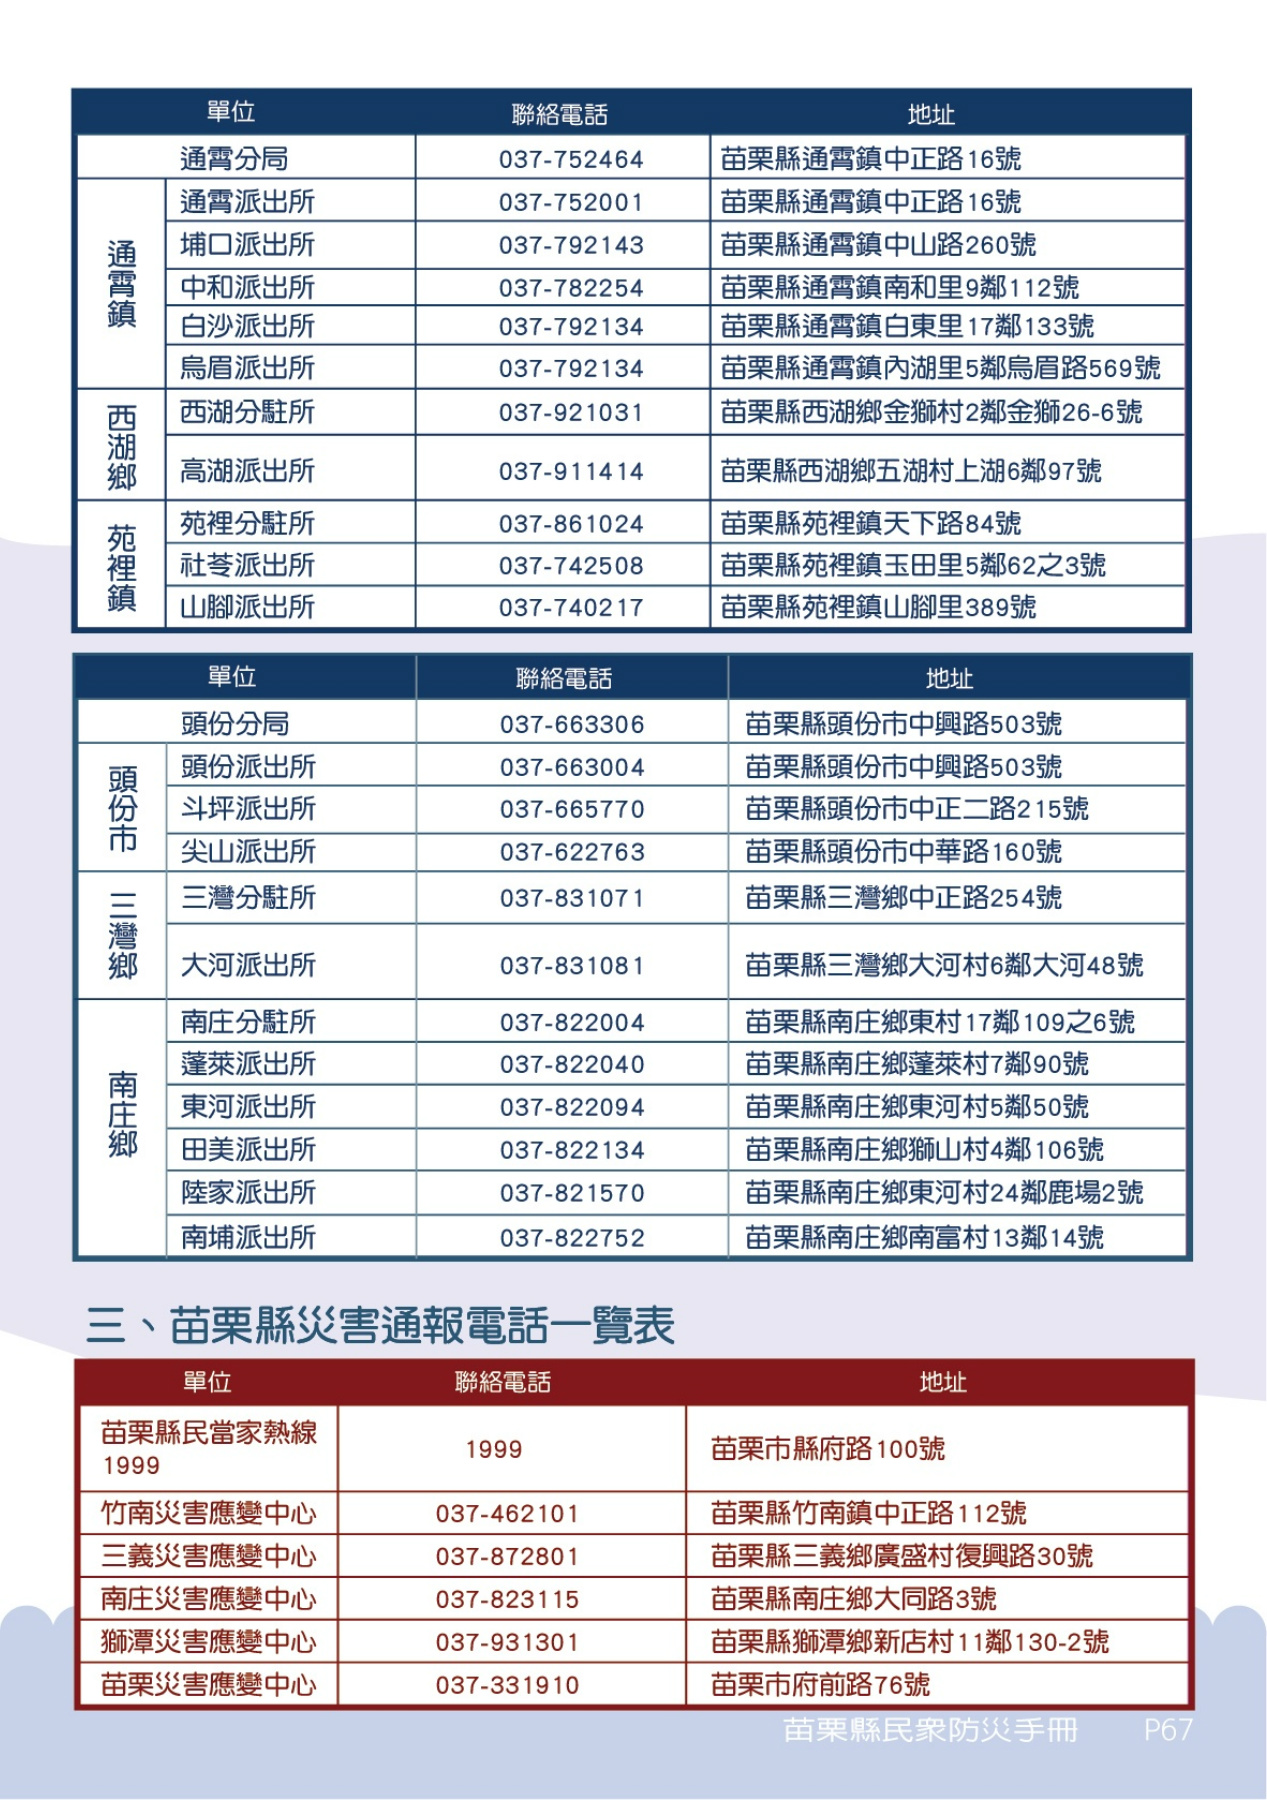 單位 聯絡電話 地址
通霄分局 037-752464 苗栗縣通霄鎮中正路16號
通霄鎮
通霄派出所 037-752001 苗栗縣通霄鎮中正路16號
埔口派出所 037-792143 苗栗縣通霄鎮中山路260號
中和派出所 037-782254 苗栗縣通霄鎮南和里9鄰112號
白沙派出所 037-792134 苗栗縣通霄鎮白東里17鄰133號
烏眉派出所 037-792134 苗栗縣通霄鎮內湖里5鄰烏眉路569號
西湖鄉
西湖分駐所 037-921031 苗栗縣西湖鄉金獅村2鄰金獅26-6號
高湖派出所 037-911414 苗栗縣西湖鄉五湖村上湖6鄰97號
苑裡鎮
苑裡分駐所 037-861024 苗栗縣苑裡鎮天下路84號
社苓派出所 037-742508 苗栗縣苑裡鎮玉田里5鄰62之3號
山腳派出所 037-740217 苗栗縣苑裡鎮山腳里389號
單位 聯絡電話 地址
頭份分局 037-663306 苗栗縣頭份市中興路503號
頭份市
頭份派出所 037-663004 苗栗縣頭份市中興路503號
斗坪派出所 037-665770 苗栗縣頭份市中正二路215號
尖山派出所 037-622763 苗栗縣頭份市中華路160號
三灣鄉
三灣分駐所 037-831071 苗栗縣三灣鄉中正路254號
大河派出所 037-831081 苗栗縣三灣鄉大河村6鄰大河48號
南庄鄉
南庄分駐所 037-822004 苗栗縣南庄鄉東村17鄰109之6號
蓬萊派出所 037-822040 苗栗縣南庄鄉蓬萊村7鄰90號
東河派出所 037-822094 苗栗縣南庄鄉東河村5鄰50號
田美派出所 037-822134 苗栗縣南庄鄉獅山村4鄰106號
陸家派出所 037-821570 苗栗縣南庄鄉東河村24鄰鹿場2號
南埔派出所 037-822752 苗栗縣南庄鄉南富村13鄰14號
三、苗栗縣災害通報電話一覽表
單位 聯絡電話 地址
苗栗縣民當家熱線
1999 1999 苗栗市縣府路100號
竹南災害應變中心 037-462101 苗栗縣竹南鎮中正路112號
三義災害應變中心 037-872801 苗栗縣三義鄉廣盛村復興路30號
南庄災害應變中心 037-823115 苗栗縣南庄鄉大同路3號
獅潭災害應變中心 037-931301 苗栗縣獅潭鄉新店村11鄰130-2號
苗栗災害應變中心 037-331910 苗栗市府前路76號
苗栗縣民眾防災手冊 P67